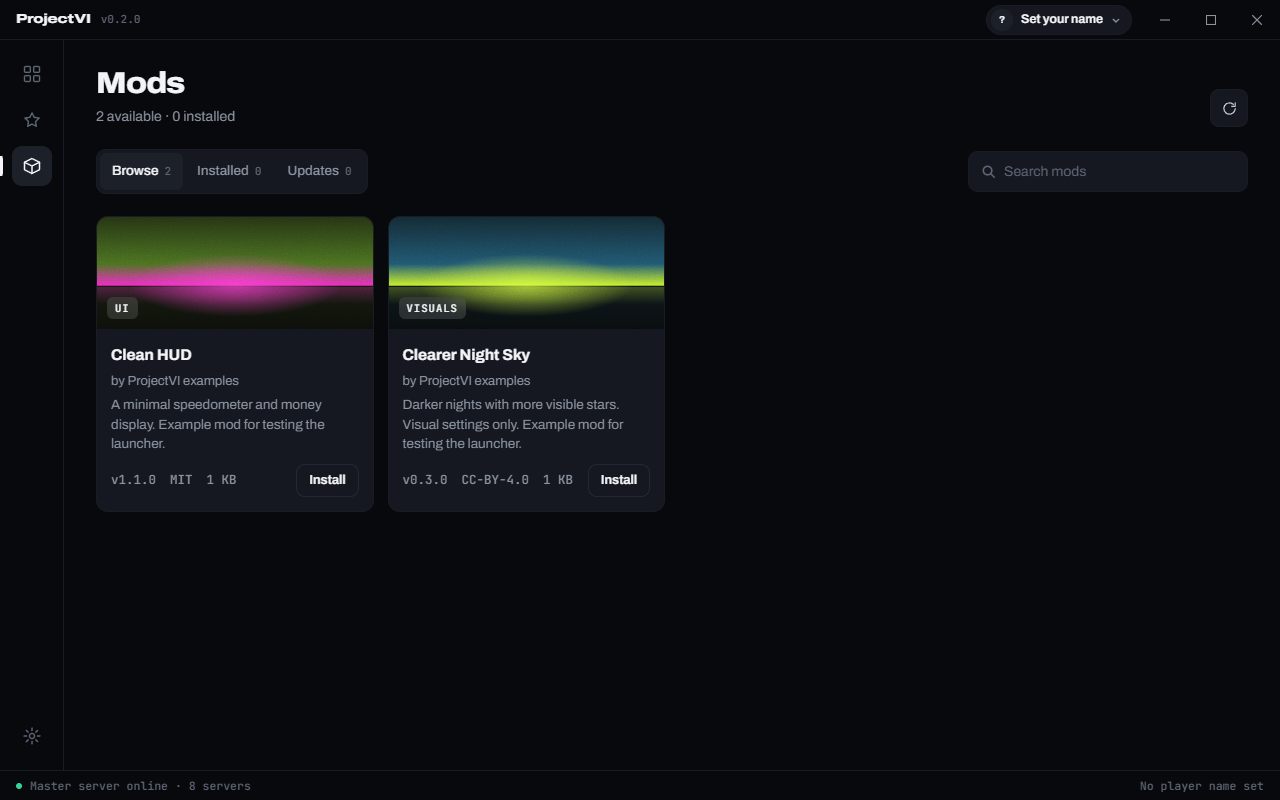 ProjectVI v0.2.0
? Set your name
Mods
2 available · 0 installed
Browse 2 Installed 0 Updates 0
Search mods
UI
Clean HUD
by ProjectVI examples
A minimal speedometer and money
display. Example mod for testing the
launcher.
v1.1.0 MIT 1 KB Install
VISUALS
Clearer Night Sky
by ProjectVI examples
Darker nights with more visible stars.
Visual settings only. Example mod for
testing the launcher.
v0.3.0 CC-BY-4.0 1 KB Install
Master server online · 8 servers
No player name set